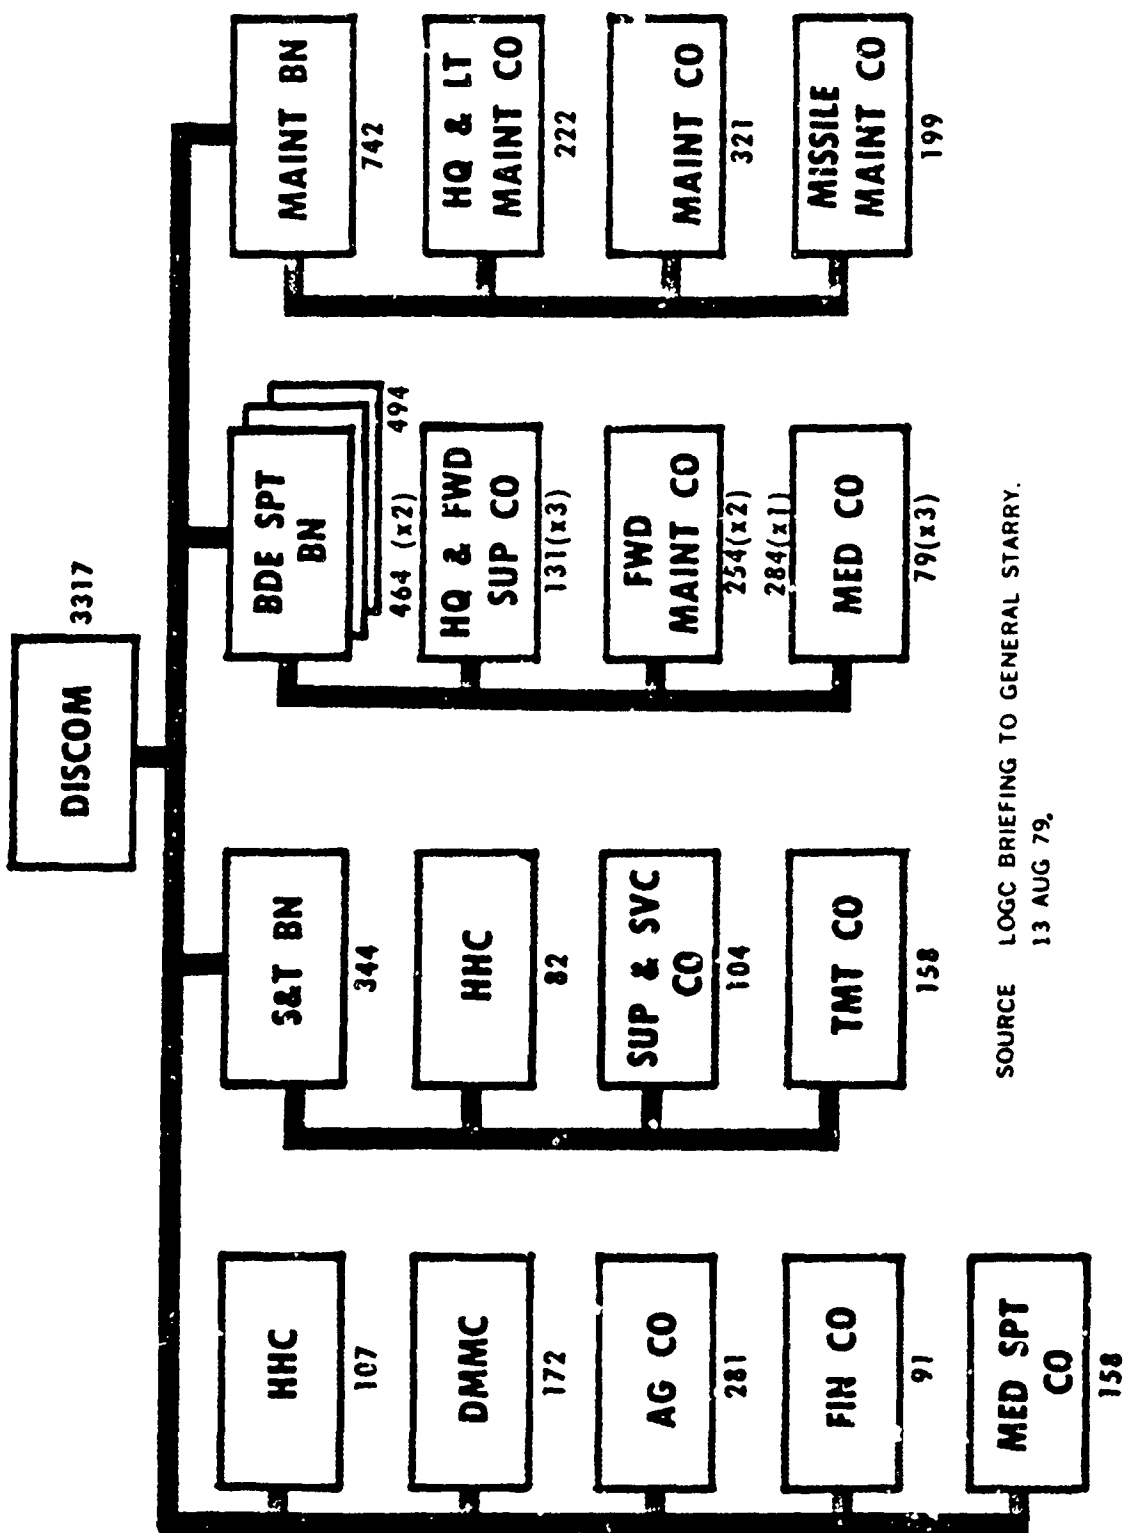 DISCOM
3317
HHC
107
DMMC
172
AG CO
281
FIN CO
91
MED SPT
CO
158
S&T BN
344
HHC
82
SUP & SVC
CO
104
TMT CO
158
BDE SPT
BN
464 (x2)
494
HQ & FWD
SUP CO
131(x3)
FWD
MAINT CO
254(x2)
284(x1)
MED CO
79(x3)
MAINT BN
742
HQ & LT
MAINT CO
222
MAINT CO
321
MISSILE
MAINT CO
199
SOURCE LOGC BRIEFING TO GENERAL STARRY.
13 AUG 79.